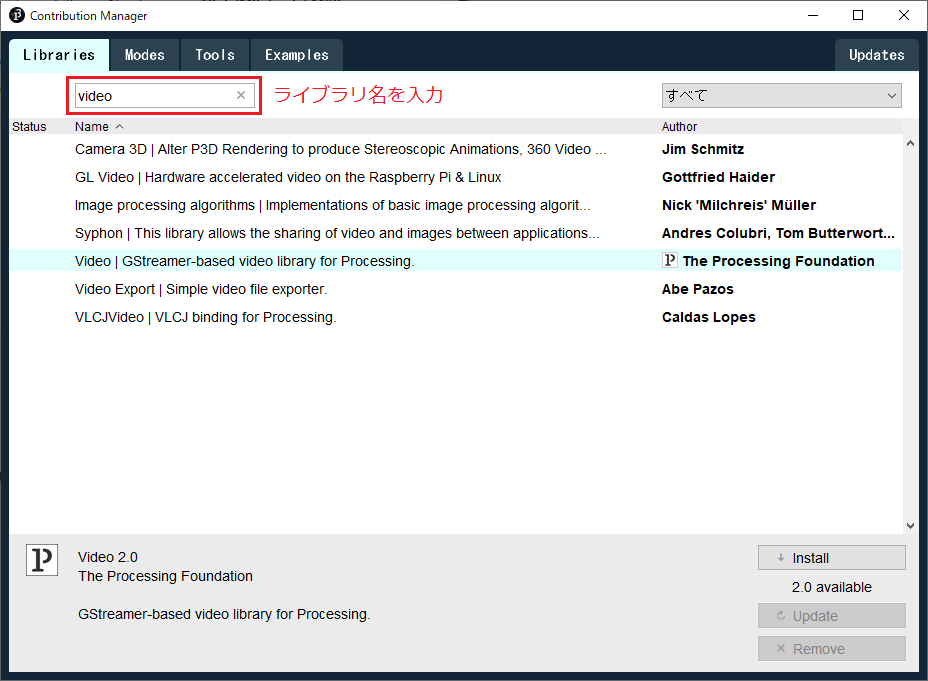 Contribution Manager
Libraries Modes Tools Examples Updates
video ライブラリ名を入力 すべて
Status Name Author
Camera 3D | Alter P3D Rendering to produce Stereoscopic Animations, 360 Video ... Jim Schmitz
GL Video | Hardware accelerated video on the Raspberry Pi & Linux Gottfried Haider
Image processing algorithms | Implementations of basic image processing algorit... Nick 'Milchreis' Müller
Syphon | This library allows the sharing of video and images between applications... Andres Colubri, Tom Butterwort...
Video | GStreamer-based video library for Processing. P The Processing Foundation
Video Export | Simple video file exporter. Abe Pazos
VLCJVideo | VLCJ binding for Processing. Caldas Lopes
P Video 2.0
The Processing Foundation
GStreamer-based video library for Processing.
Install
2.0 available
Update
Remove